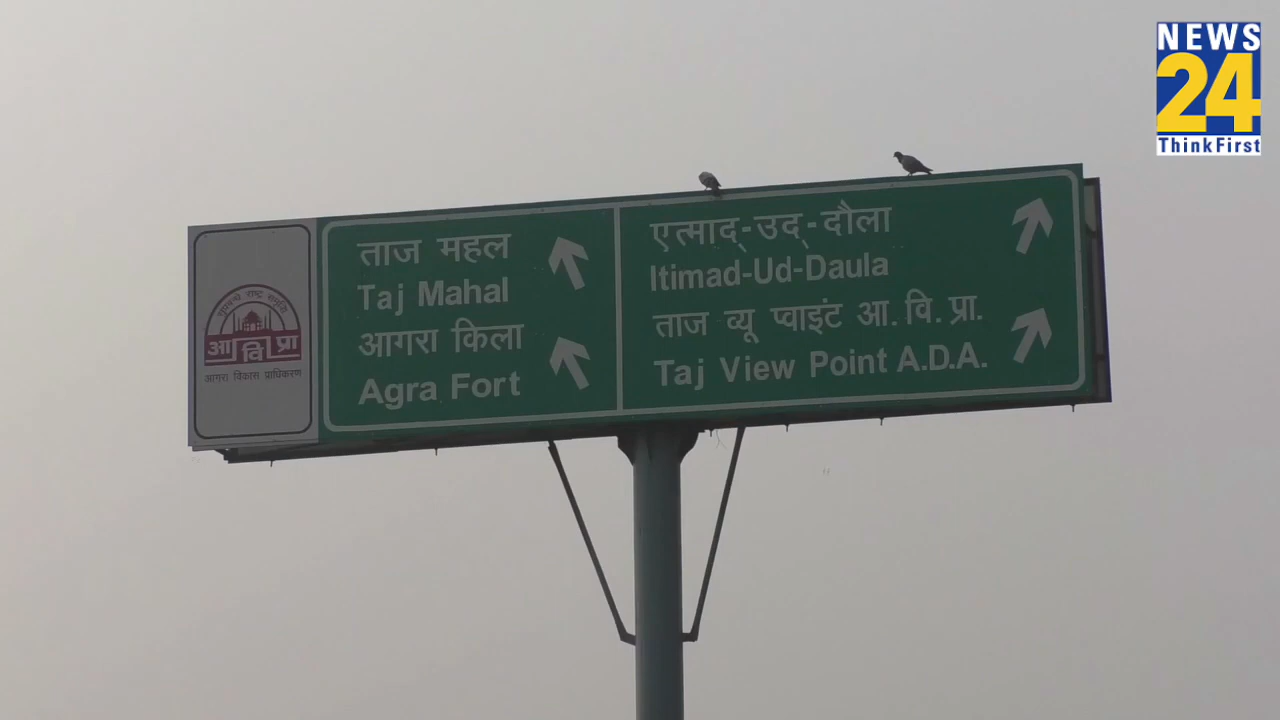 NEWS
24
ThinkFirst
आ वि प्रा
आगरा विकास प्राधिकरण
ताज महल
Taj Mahal
आगरा किला
Agra Fort
एत्माद्-उद्-दौला
Itimad-Ud-Daula
ताज व्यू प्वाइंट आ. वि. प्रा.
Taj View Point A.D.A.